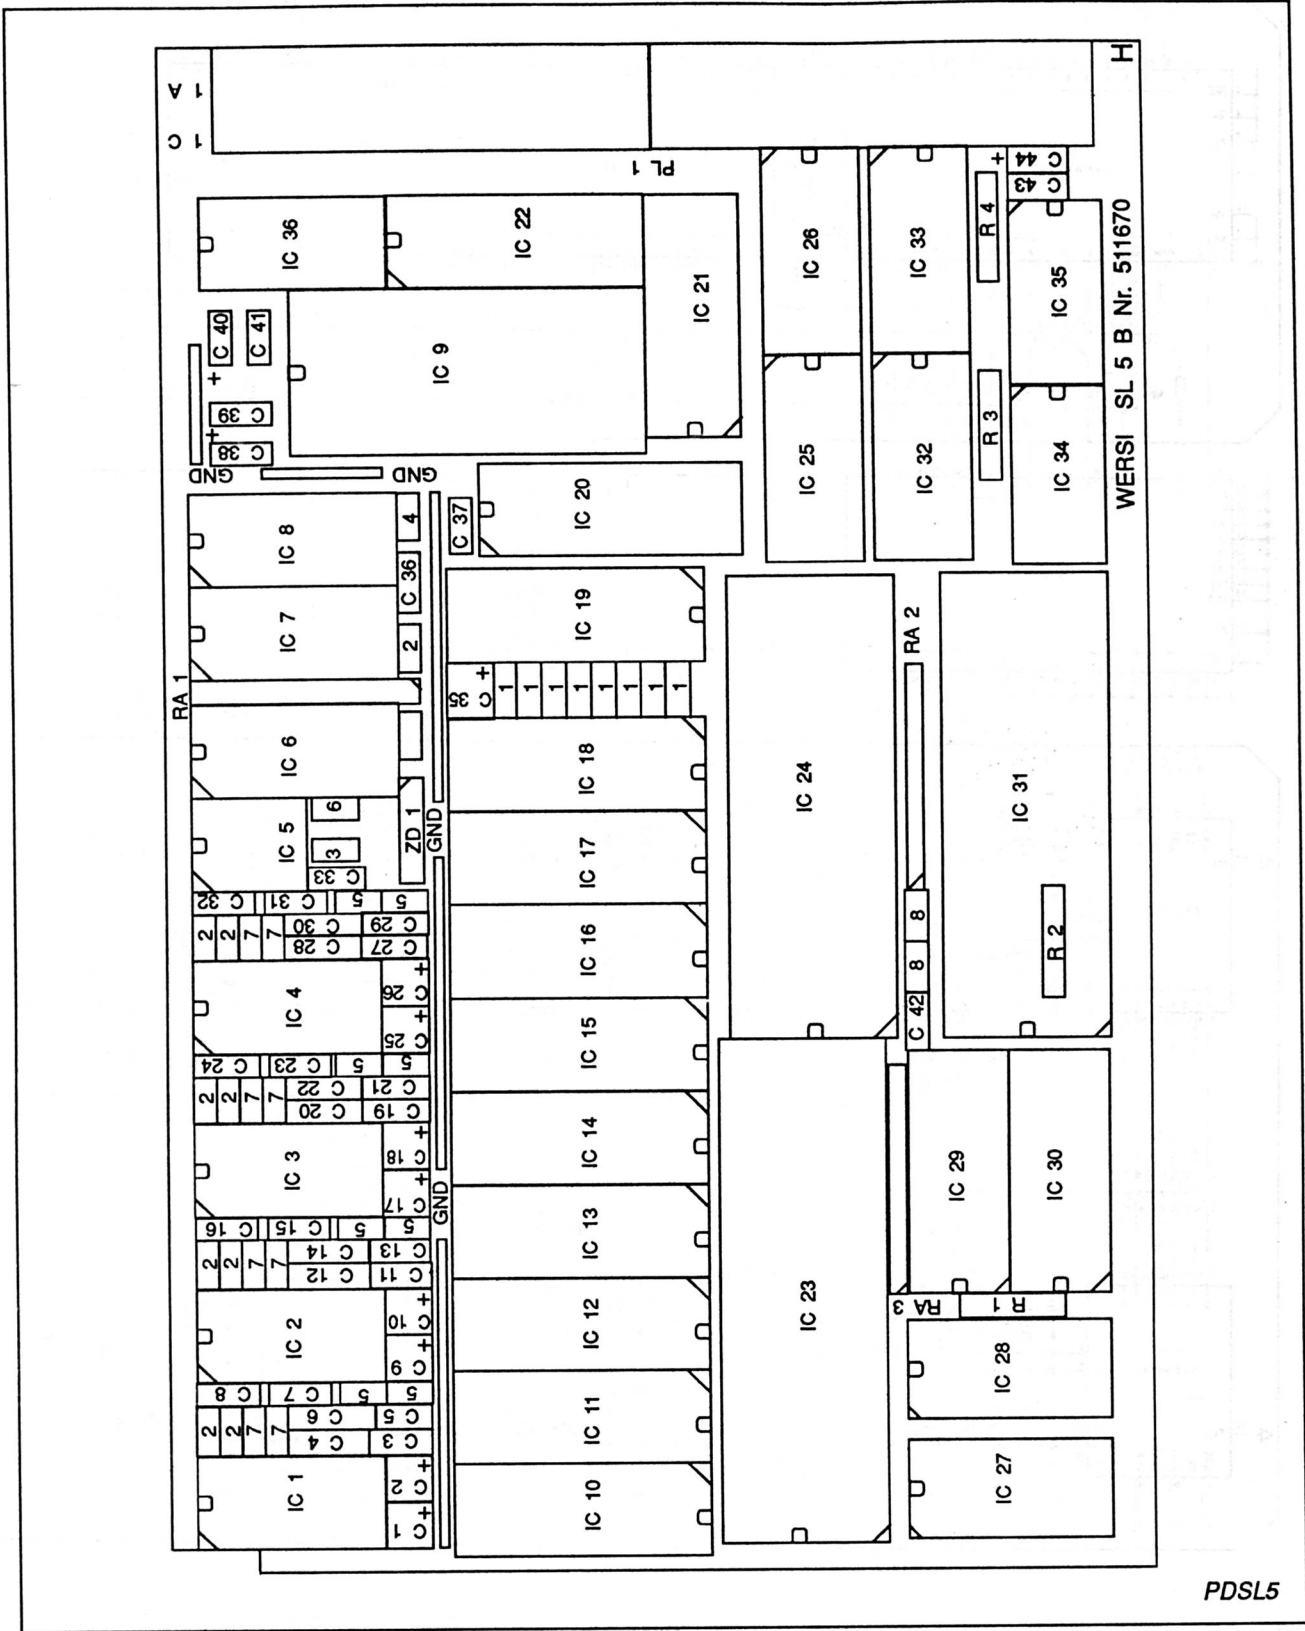 1 A
1 C
H
PL 1
C 44
+
C 43
R 4
IC 36
IC 22
IC 21
IC 26
IC 33
IC 35
WERSI SL 5 B Nr. 511670
C 40
C 41
+
IC 9
C 39
+
C 38
GND
GND
IC 25
IC 32
R 3
IC 34
IC 8
4
C 37
IC 20
C 36
IC 7
2
IC 19
RA 1
RA 2
C 35
+
1
1
1
1
1
1
1
1
IC 6
IC 18
IC 24
IC 31
6
IC 5
3
ZD 1
GND
C 33
IC 17
C 32
C 31
5
5
2
2
7
7
C 30
C 29
C 28
C 27
IC 16
8
8
R 2
IC 4
C 26
+
C 25
+
IC 15
C 42
C 24
C 23
5
5
2
2
7
7
C 22
C 21
C 20
C 19
IC 14
IC 3
C 18
+
C 17
+
GND
IC 29
IC 30
C 16
C 15
5
5
2
2
7
7
C 14
C 13
C 12
C 11
IC 13
IC 2
C 10
+
C 9
+
IC 12
IC 23
RA 3
R 1
C 8
C 7
5
5
2
2
7
7
C 6
C 5
C 4
C 3
IC 11
IC 28
IC 1
C 2
+
C 1
+
IC 10
IC 27
PDSL5